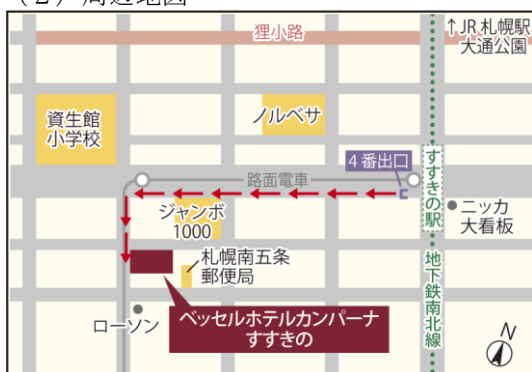 (2) 周辺地図
狸小路
↑JR札幌駅
大通公園
資生館
小学校
ノルベサ
4番出口
路面電車
すすきの駅
ジャンボ
1000
ニッカ
大看板
札幌南五条
郵便局
地下鉄南北線
ローソン
ベッセルホテルカンパーナ
すすきの
N